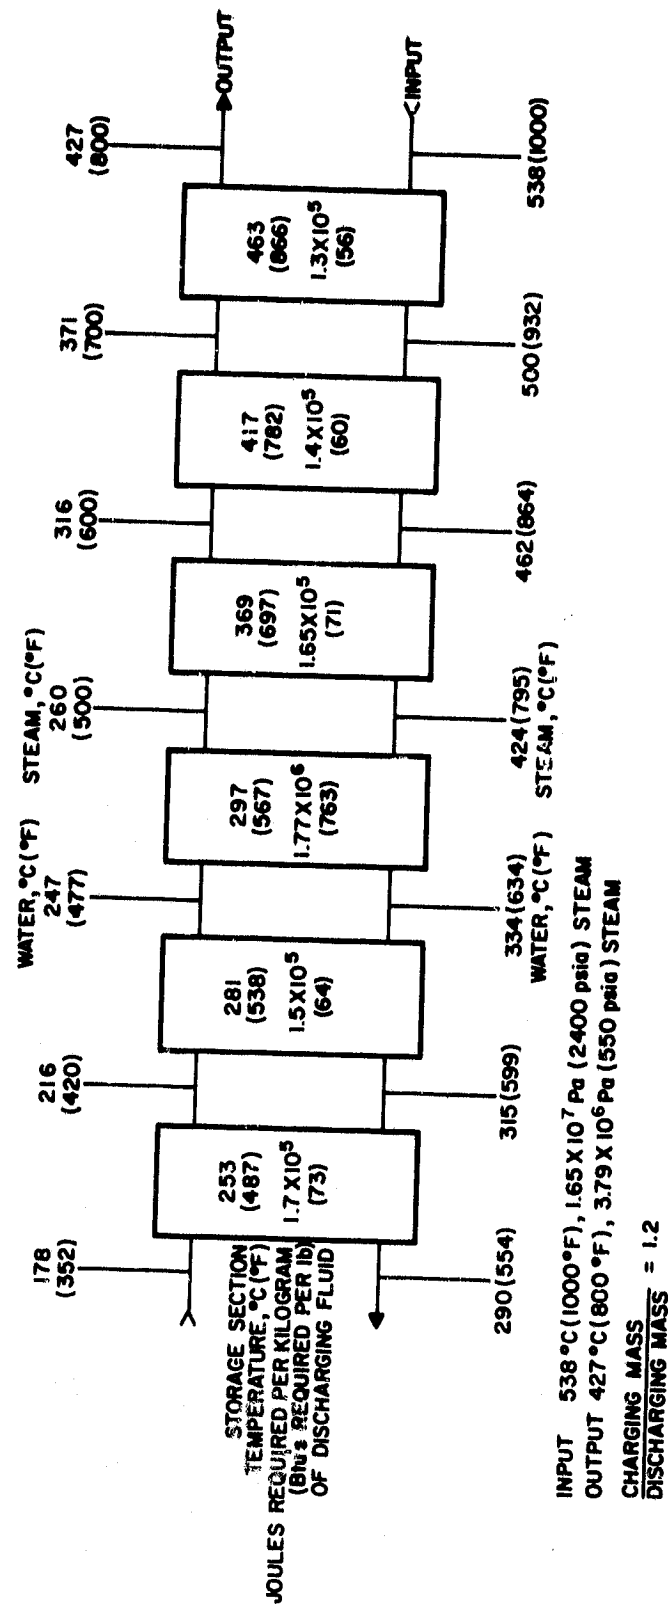 WATER, °C(°F)
STEAM, °C(°F)
178
(352)
216
(420)
247
(477)
260
(500)
316
(600)
371
(700)
427
(800)
OUTPUT
STORAGE SECTION
TEMPERATURE, °C(°F)
JOULES REQUIRED PER KILOGRAM
(Btu's REQUIRED PER lb)
OF DISCHARGING FLUID
253
(487)
1.7X10⁵
(73)
281
(538)
1.5X10⁵
(64)
297
(567)
1.77X10⁶
(763)
369
(697)
1.65X10⁵
(71)
417
(782)
1.4X10⁵
(60)
463
(866)
1.3X10⁵
(56)
INPUT
290(554)
315(599)
334(634)
424(795)
462(864)
500(932)
538(1000)
WATER, °C(°F)
STEAM, °C(°F)
INPUT 538 °C(1000 °F), 1.65X10⁷ Pa (2400 psia) STEAM
OUTPUT 427 °C(800 °F), 3.79X10⁶ Pa (550 psia) STEAM
CHARGING MASS
DISCHARGING MASS
= 1.2